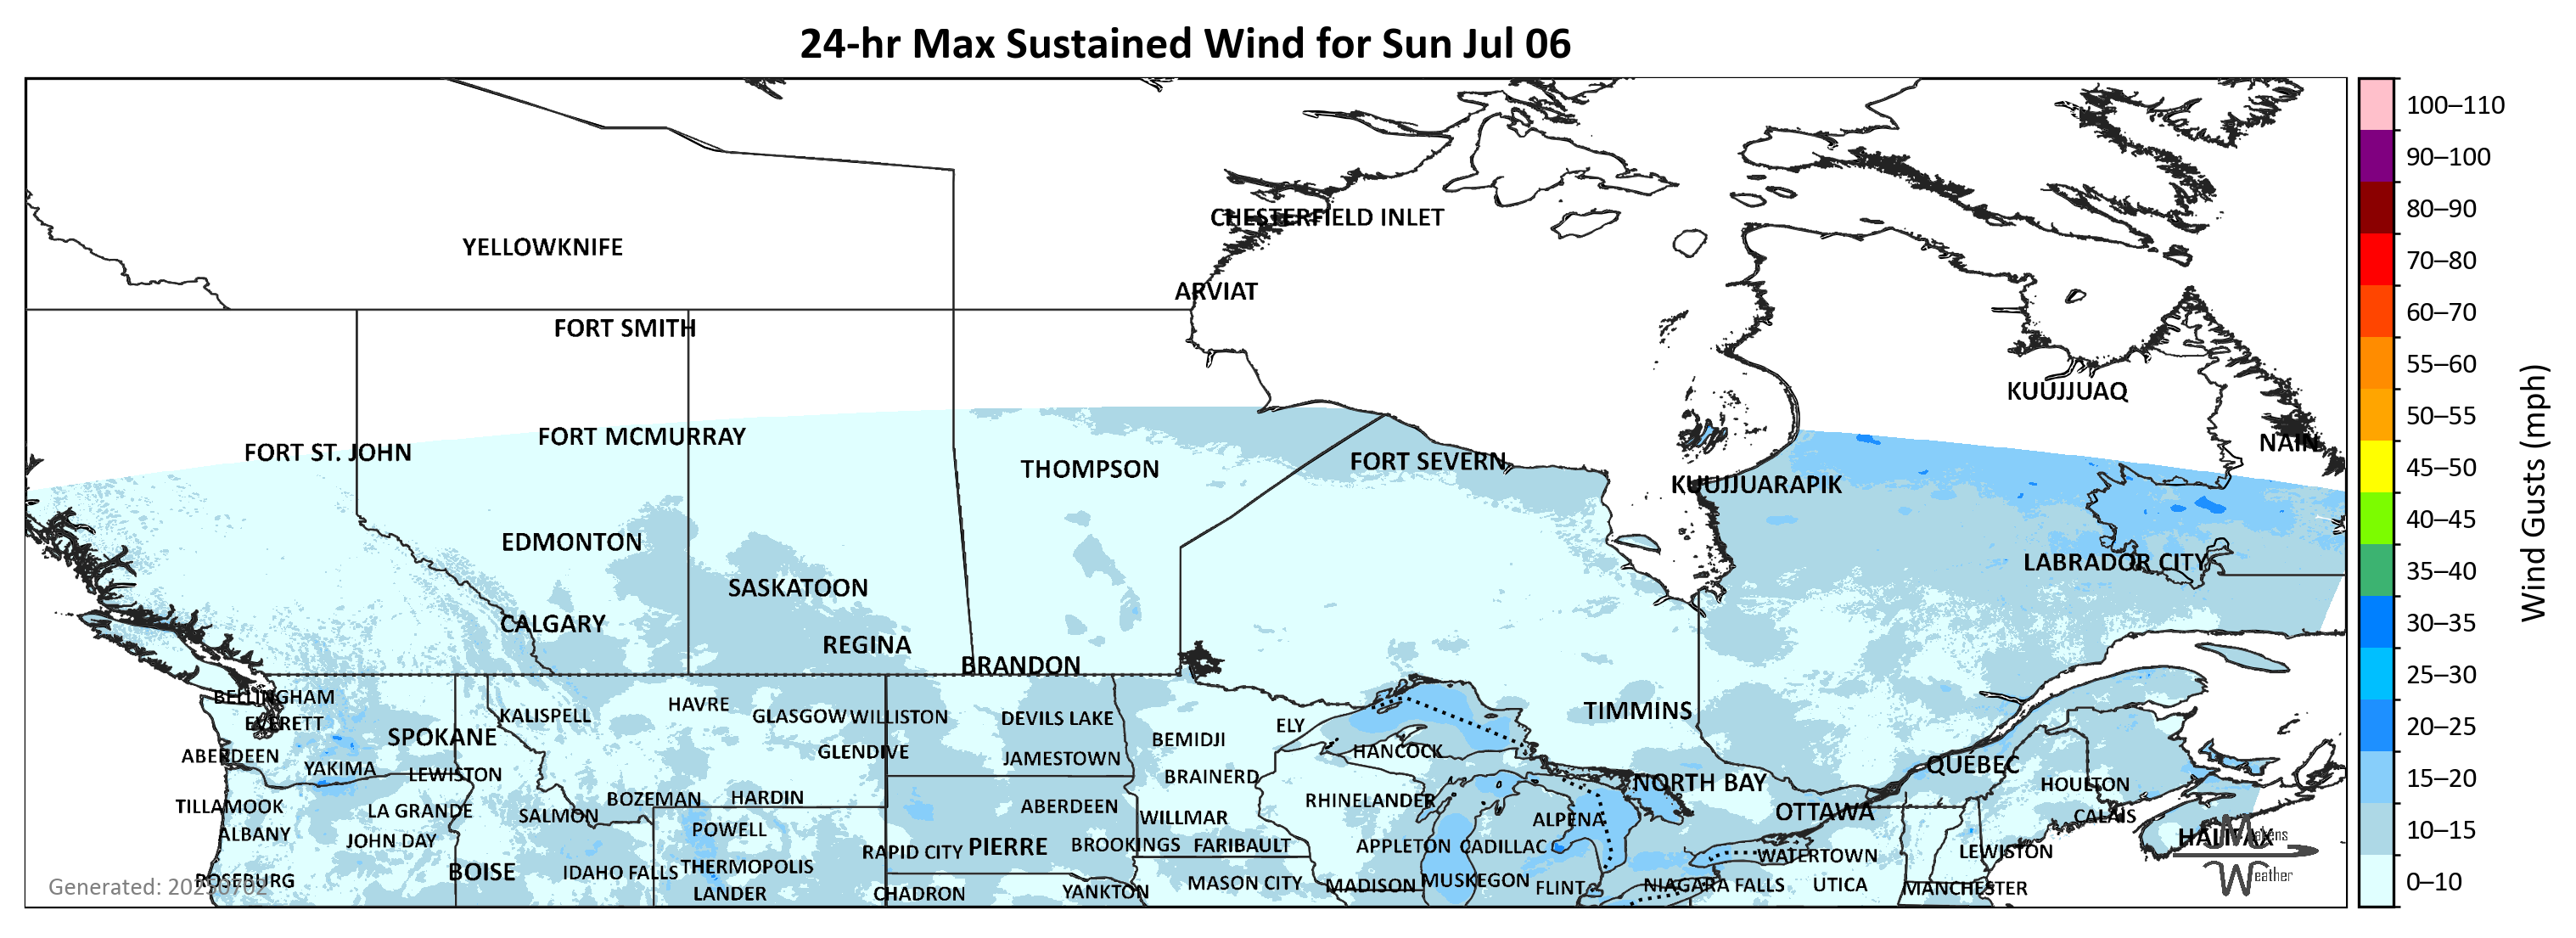 24-hr Max Sustained Wind for Sun Jul 06
100–110
90–100
80–90
70–80
60–70
55–60
50–55
45–50
40–45
35–40
30–35
25–30
20–25
15–20
10–15
0–10
Wind Gusts (mph)
CHESTERFIELD INLET
YELLOWKNIFE
ARVIAT
FORT SMITH
KUUJJUAQ
FORT MCMURRAY
NAIN
FORT ST. JOHN
FORT SEVERN
THOMPSON
KUUJJUARAPIK
EDMONTON
LABRADOR CITY
SASKATOON
CALGARY
REGINA
BRANDON
BELLINGHAM
HAVRE
TIMMINS
KALISPELL
GLASGOW
WILLISTON
DEVILS LAKE
EVERETT
ELY
SPOKANE
BEMIDJI
GLENDIVE
HANCOCK
ABERDEEN
JAMESTOWN
QUEBEC
YAKIMA
LEWISTON
BRAINERD
NORTH BAY
HOULTON
BOZEMAN
HARDIN
RHINELANDER
TILLAMOOK
LA GRANDE
ABERDEEN
OTTAWA
SALMON
WILLMAR
ALPENA
CALAIS
ALBANY
POWELL
HALIFAX
JOHN DAY
RAPID CITY
PIERRE
BROOKINGS
FARIBAULT
APPLETON
CADILLAC
WATERTOWN
LEWISTON
BOISE
IDAHO FALLS
THERMOPOLIS
ROSEBURG
MUSKEGON
MASON CITY
MADISON
FLINT
NIAGARA FALLS
UTICA
MANCHESTER
LANDER
CHADRON
YANKTON
Generated: 20250702
Makens
Weather